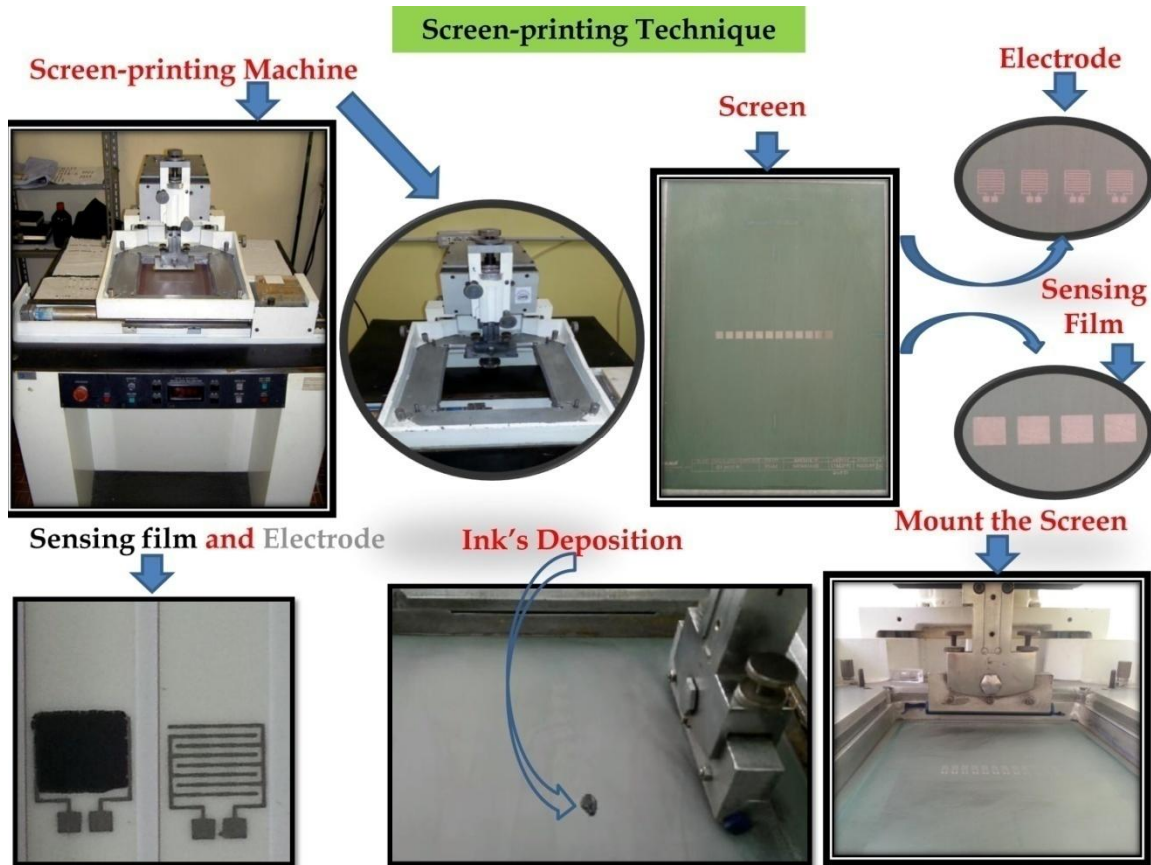 Screen-printing Technique
Screen-printing Machine
Screen
Electrode
Sensing
Film
Sensing film and Electrode
Ink's Deposition
Mount the Screen